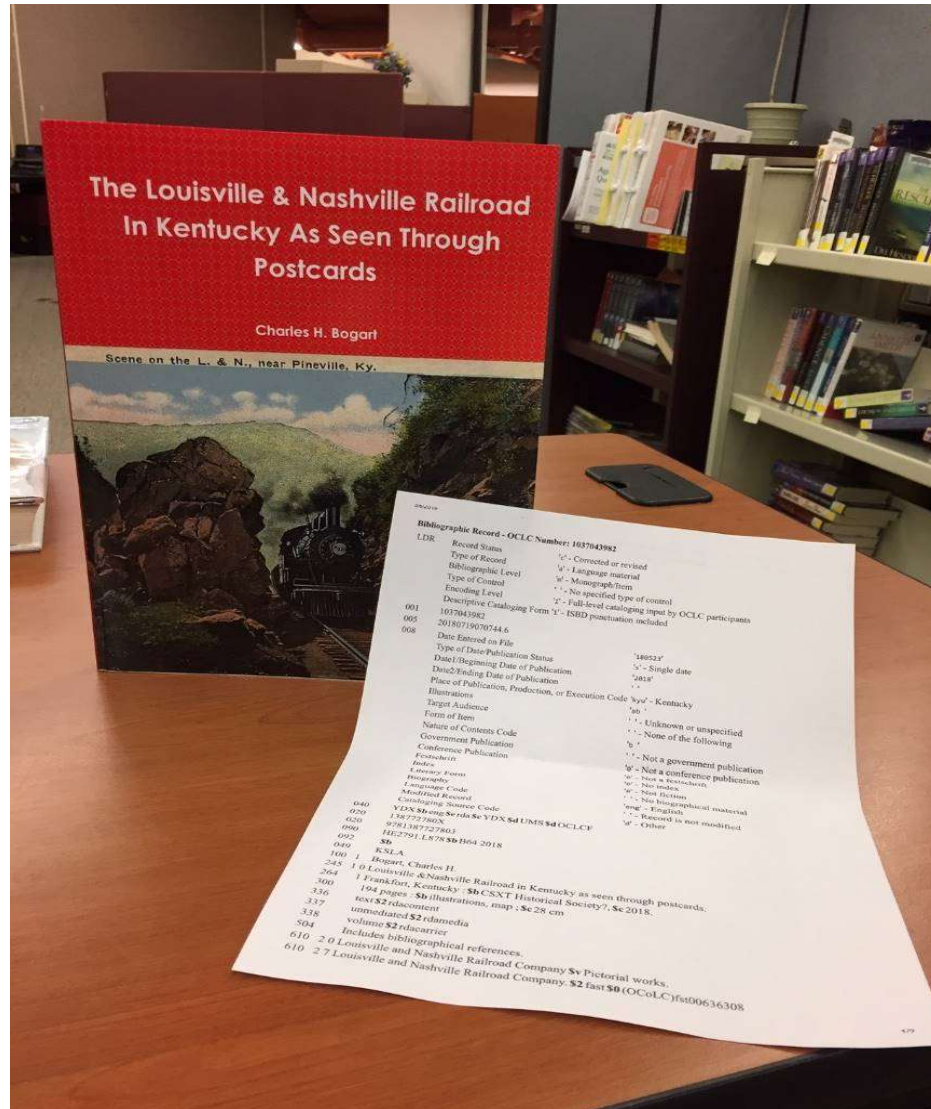 The Louisville & Nashville Railroad
In Kentucky As Seen Through
Postcards
Charles H. Bogart
Scene on the L. & N., near Pineville, Ky.
Bibliographic Record - OCLC Number: 1037043982
LDR Record Status 'c' - Corrected or revised
Type of Record 'a' - Language material
Bibliographic Level 'm' - Monograph/Item
Type of Control ' ' - No specified type of control
Encoding Level 'I' - Full-level cataloging input by OCLC participants
Descriptive Cataloging Form 'i' - ISBD punctuation included
001 1037043982
005 20180719070744.6
008 Date Entered on File '180523'
Type of Date/Publication Status 's' - Single date
Date1/Beginning Date of Publication '2018'
Date2/Ending Date of Publication ' '
Place of Publication, Production, or Execution Code 'kyu' - Kentucky
Illustrations 'ab '
Target Audience ' ' - Unknown or unspecified
Form of Item ' ' - None of the following
Nature of Contents Code 'b '
Government Publication ' ' - Not a government publication
Conference Publication '0' - Not a conference publication
Festschrift '0' - Not a festschrift
Index '0' - No index
Literary Form '0' - Not fiction
Biography ' ' - No biographical material
Language Code 'eng' - English
Modified Record ' ' - Record is not modified
Cataloging Source Code 'd' - Other
040 YDX $b eng $e rda $c YDX $d UMS $d OCLCF
020 138772780X
020 9781387727803
090 HE2791.L878 $b B64 2018
092 $b
049 KSLA
100 1 Bogart, Charles H.
245 1 0 Louisville &Nashville Railroad in Kentucky as seen through postcards.
264 1 Frankfort, Kentucky : $b CSXT Historical Society?, $c 2018.
300 194 pages : $b illustrations, map ; $c 28 cm
336 text $2 rdacontent
337 unmediated $2 rdamedia
338 volume $2 rdacarrier
504 Includes bibliographical references.
610 2 0 Louisville and Nashville Railroad Company $v Pictorial works.
610 2 7 Louisville and Nashville Railroad Company. $2 fast $0 (OCoLC)fst00636308
THE
RESCUE